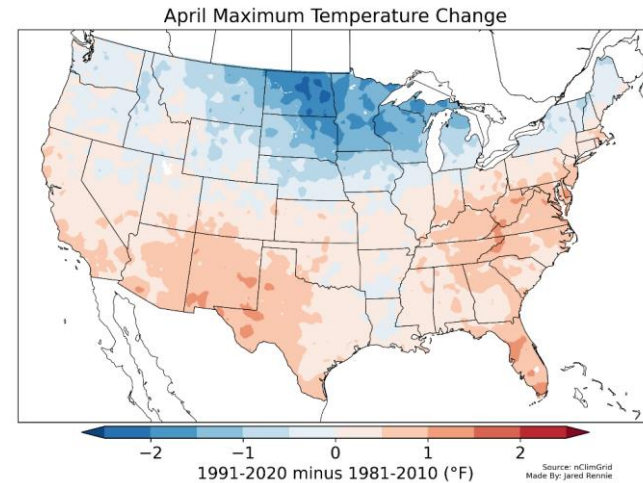 April Maximum Temperature Change
−2 −1 0 1 2
1991-2020 minus 1981-2010 (°F)
Source: nClimGrid
Made By: Jared Rennie